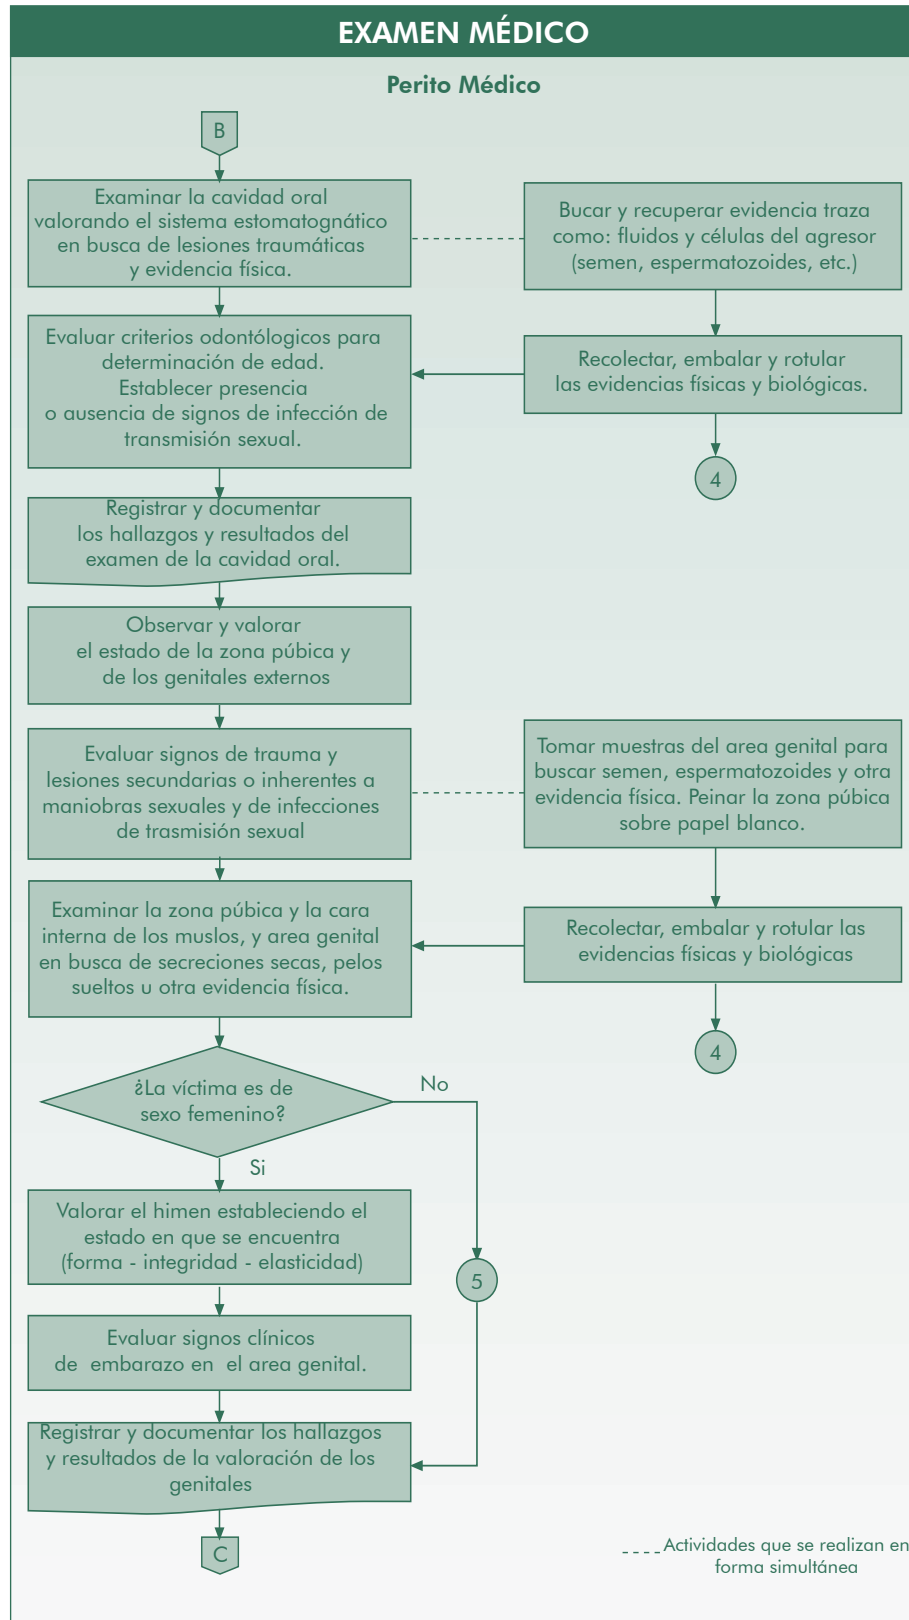 EXAMEN MÉDICO
Perito Médico
B
Examinar la cavidad oral
valorando el sistema estomatognático
en busca de lesiones traumáticas
y evidencia física.
Bucar y recuperar evidencia traza
como: fluidos y células del agresor
(semen, espermatozoides, etc.)
Evaluar criterios odontólogicos para
determinación de edad.
Establecer presencia
o ausencia de signos de infección de
transmisión sexual.
Recolectar, embalar y rotular
las evidencias físicas y biológicas.
4
Registrar y documentar
los hallazgos y resultados del
examen de la cavidad oral.
Observar y valorar
el estado de la zona púbica y
de los genitales externos
Evaluar signos de trauma y
lesiones secundarias o inherentes a
maniobras sexuales y de infecciones
de trasmisión sexual
Tomar muestras del area genital para
buscar semen, espermatozoides y otra
evidencia física. Peinar la zona púbica
sobre papel blanco.
Examinar la zona púbica y la cara
interna de los muslos, y area genital
en busca de secreciones secas, pelos
sueltos u otra evidencia física.
Recolectar, embalar y rotular las
evidencias físicas y biológicas
4
¿La víctima es de
sexo femenino?
No
Si
Valorar el himen estableciendo el
estado en que se encuentra
(forma - integridad - elasticidad)
5
Evaluar signos clínicos
de embarazo en el area genital.
Registrar y documentar los hallazgos
y resultados de la valoración de los
genitales
C
Actividades que se realizan en
forma simultánea